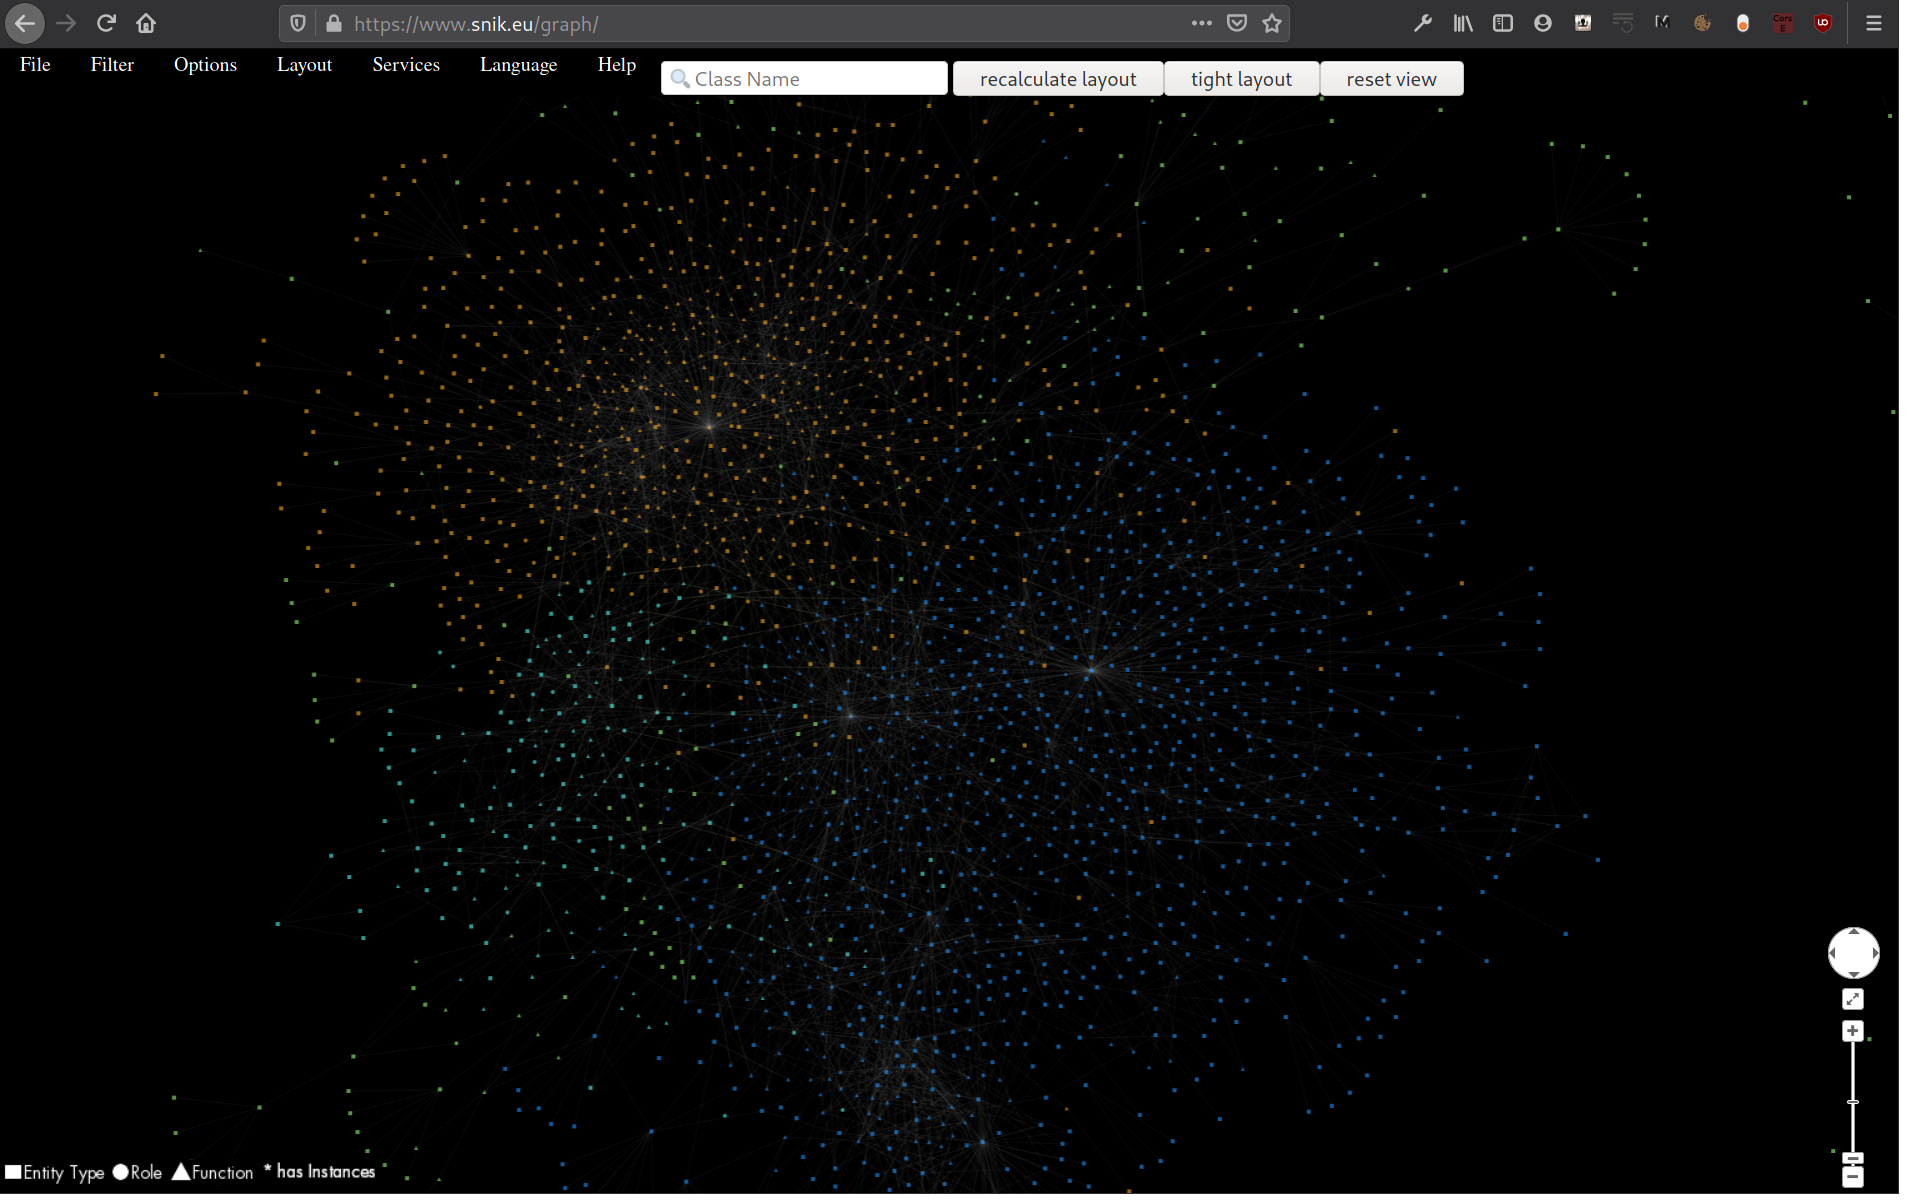 https://www.snik.eu/graph/
Cors
E
File Filter Options Layout Services Language Help Class Name recalculate layout tight layout reset view
Entity Type Role Function * has Instances